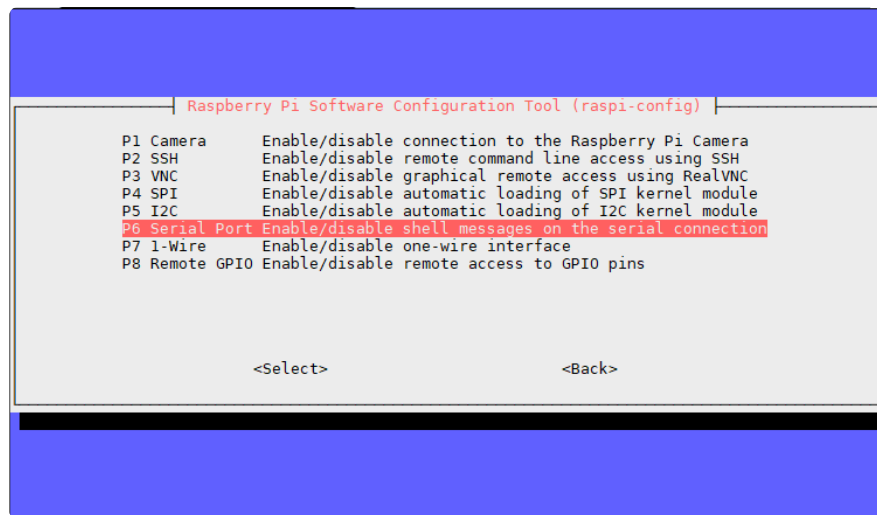 Raspberry Pi Software Configuration Tool (raspi-config)
P1 Camera Enable/disable connection to the Raspberry Pi Camera
P2 SSH Enable/disable remote command line access using SSH
P3 VNC Enable/disable graphical remote access using RealVNC
P4 SPI Enable/disable automatic loading of SPI kernel module
P5 I2C Enable/disable automatic loading of I2C kernel module
P6 Serial Port Enable/disable shell messages on the serial connection
P7 1-Wire Enable/disable one-wire interface
P8 Remote GPIO Enable/disable remote access to GPIO pins
<Select> <Back>